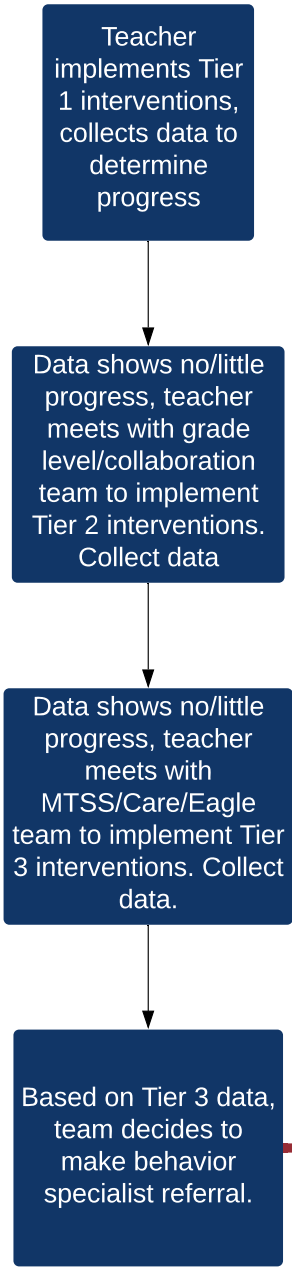 Teacher
implements Tier
1 interventions,
collects data to
determine
progress
Data shows no/little
progress, teacher
meets with grade
level/collaboration
team to implement
Tier 2 interventions.
Collect data
Data shows no/little
progress, teacher
meets with
MTSS/Care/Eagle
team to implement Tier
3 interventions. Collect
data.
Based on Tier 3 data,
team decides to
make behavior
specialist referral.